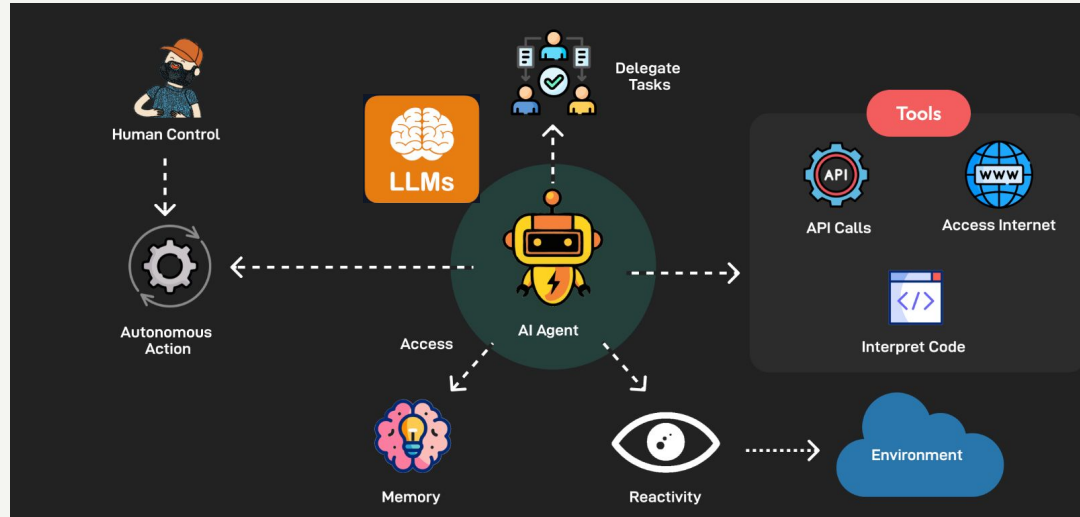 Delegate
Tasks
Human Control
LLMs
Tools
API
WWW
API Calls
Access Internet
</>
Interpret Code
AI Agent
Autonomous
Action
Access
Memory
Reactivity
Environment